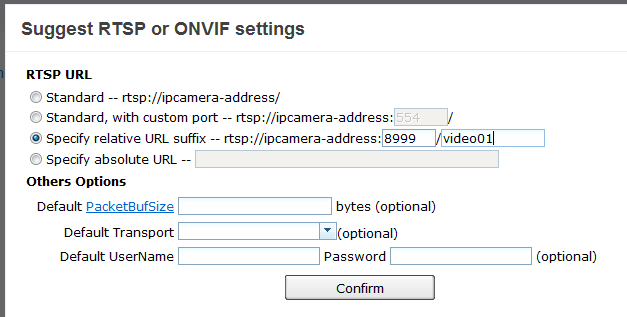 Suggest RTSP or ONVIF settings
RTSP URL
Standard -- rtsp://ipcamera-address/
Standard, with custom port -- rtsp://ipcamera-address: 554 /
Specify relative URL suffix -- rtsp://ipcamera-address: 8999 / video01
Specify absolute URL --
Others Options
Default PacketBufSize bytes (optional)
Default Transport (optional)
Default UserName Password (optional)
Confirm